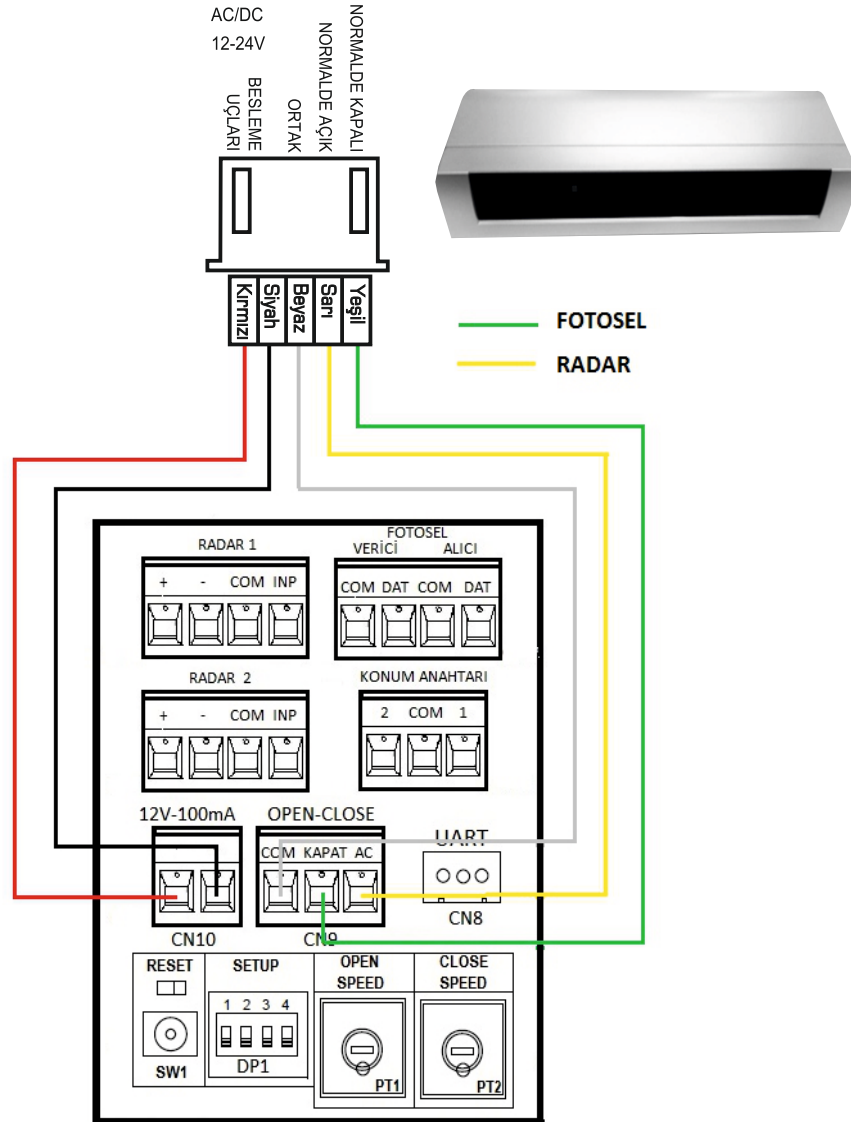 AC/DC
12-24V
BESLEME
UÇLARI
ORTAK
NORMALDE AÇIK
NORMALDE KAPALI
Kırmızı
Siyah
Beyaz
Sarı
Yeşil
FOTOSEL
RADAR
RADAR 1
+ - COM INP
FOTOSEL
VERİCİ ALICI
COM DAT COM DAT
RADAR 2
+ - COM INP
KONUM ANAHTARI
2 COM 1
12V-100mA
CN10
OPEN-CLOSE
COM KAPAT AC
CN9
UART
CN8
RESET
SW1
SETUP
1 2 3 4
DP1
OPEN
SPEED
PT1
CLOSE
SPEED
PT2